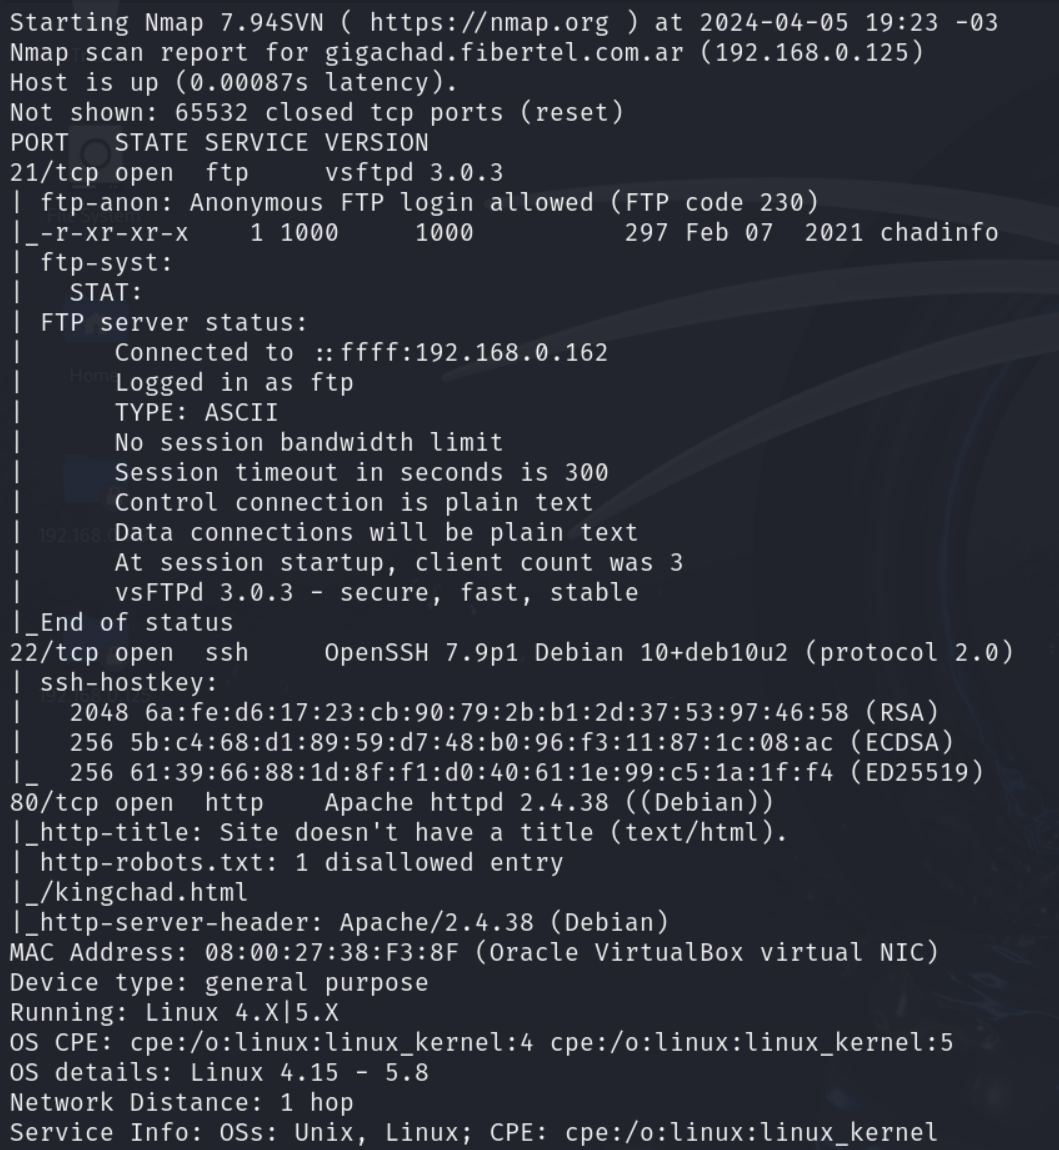 Starting Nmap 7.94SVN ( https://nmap.org ) at 2024-04-05 19:23 -03
Nmap scan report for gigachad.fibertel.com.ar (192.168.0.125)
Host is up (0.00087s latency).
Not shown: 65532 closed tcp ports (reset)
PORT   STATE SERVICE VERSION
21/tcp open  ftp     vsftpd 3.0.3
| ftp-anon: Anonymous FTP login allowed (FTP code 230)
|_-r-xr-xr-x    1 1000     1000          297 Feb 07  2021 chadinfo
| ftp-syst:
|   STAT:
| FTP server status:
|      Connected to ::ffff:192.168.0.162
|      Logged in as ftp
|      TYPE: ASCII
|      No session bandwidth limit
|      Session timeout in seconds is 300
|      Control connection is plain text
|      Data connections will be plain text
|      At session startup, client count was 3
|      vsFTPd 3.0.3 - secure, fast, stable
|_End of status
22/tcp open  ssh     OpenSSH 7.9p1 Debian 10+deb10u2 (protocol 2.0)
| ssh-hostkey:
|   2048 6a:fe:d6:17:23:cb:90:79:2b:b1:2d:37:53:97:46:58 (RSA)
|   256 5b:c4:68:d1:89:59:d7:48:b0:96:f3:11:87:1c:08:ac (ECDSA)
|_  256 61:39:66:88:1d:8f:f1:d0:40:61:1e:99:c5:1a:1f:f4 (ED25519)
80/tcp open  http    Apache httpd 2.4.38 ((Debian))
|_http-title: Site doesn't have a title (text/html).
| http-robots.txt: 1 disallowed entry
|_/kingchad.html
|_http-server-header: Apache/2.4.38 (Debian)
MAC Address: 08:00:27:38:F3:8F (Oracle VirtualBox virtual NIC)
Device type: general purpose
Running: Linux 4.X|5.X
OS CPE: cpe:/o:linux:linux_kernel:4 cpe:/o:linux:linux_kernel:5
OS details: Linux 4.15 - 5.8
Network Distance: 1 hop
Service Info: OSs: Unix, Linux; CPE: cpe:/o:linux:linux_kernel
Home